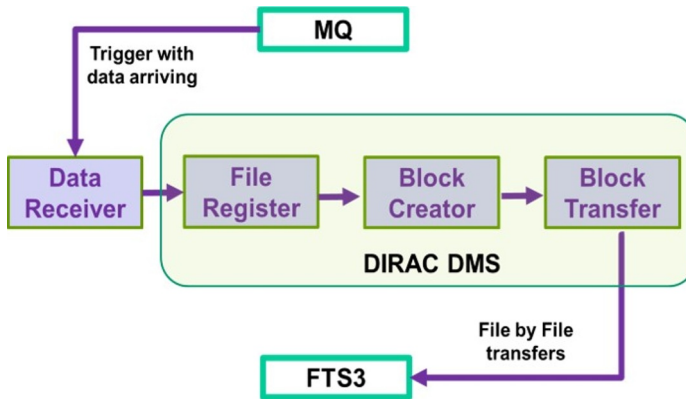 MQ
Trigger with
data arriving
Data
Receiver
File
Register
Block
Creator
Block
Transfer
DIRAC DMS
File by File
transfers
FTS3